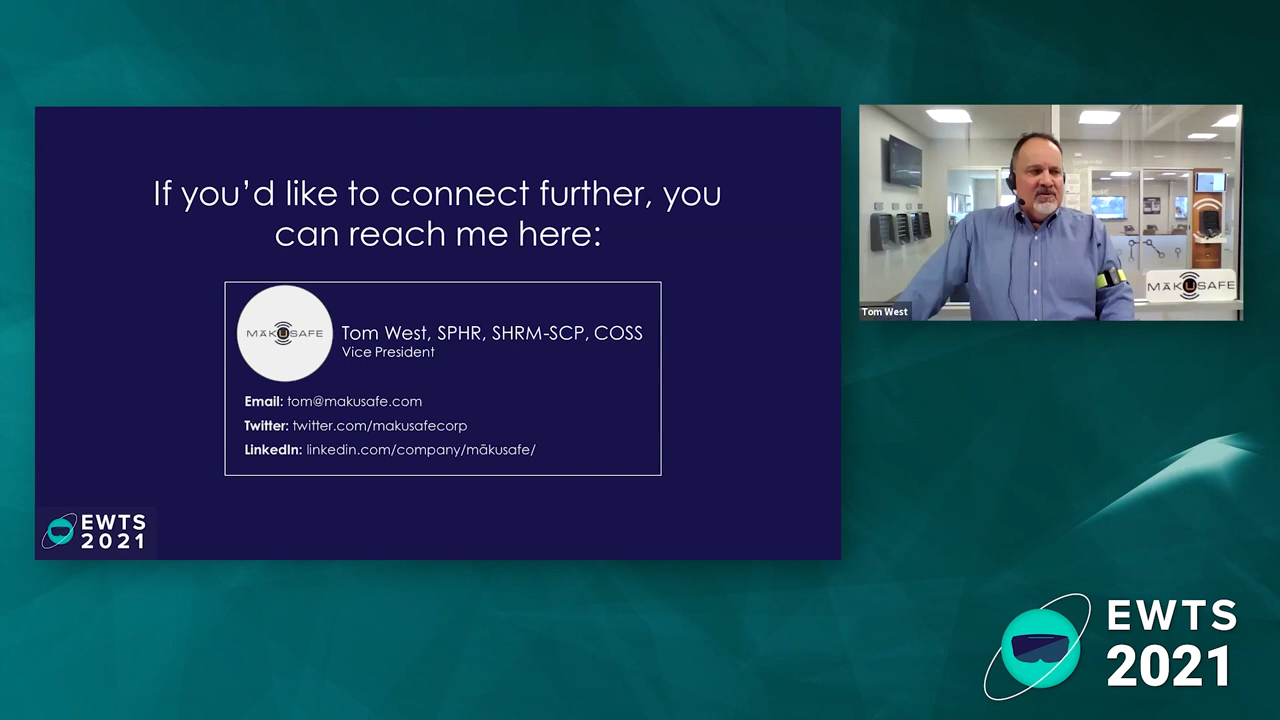 If you’d like to connect further, you
can reach me here:
MĀKUSAFE
Tom West, SPHR, SHRM-SCP, COSS
Vice President
Email: tom@makusafe.com
Twitter: twitter.com/makusafecorp
LinkedIn: linkedin.com/company/mākusafe/
EWTS
2021
MĀKUSAFE
Tom West
EWTS
2021